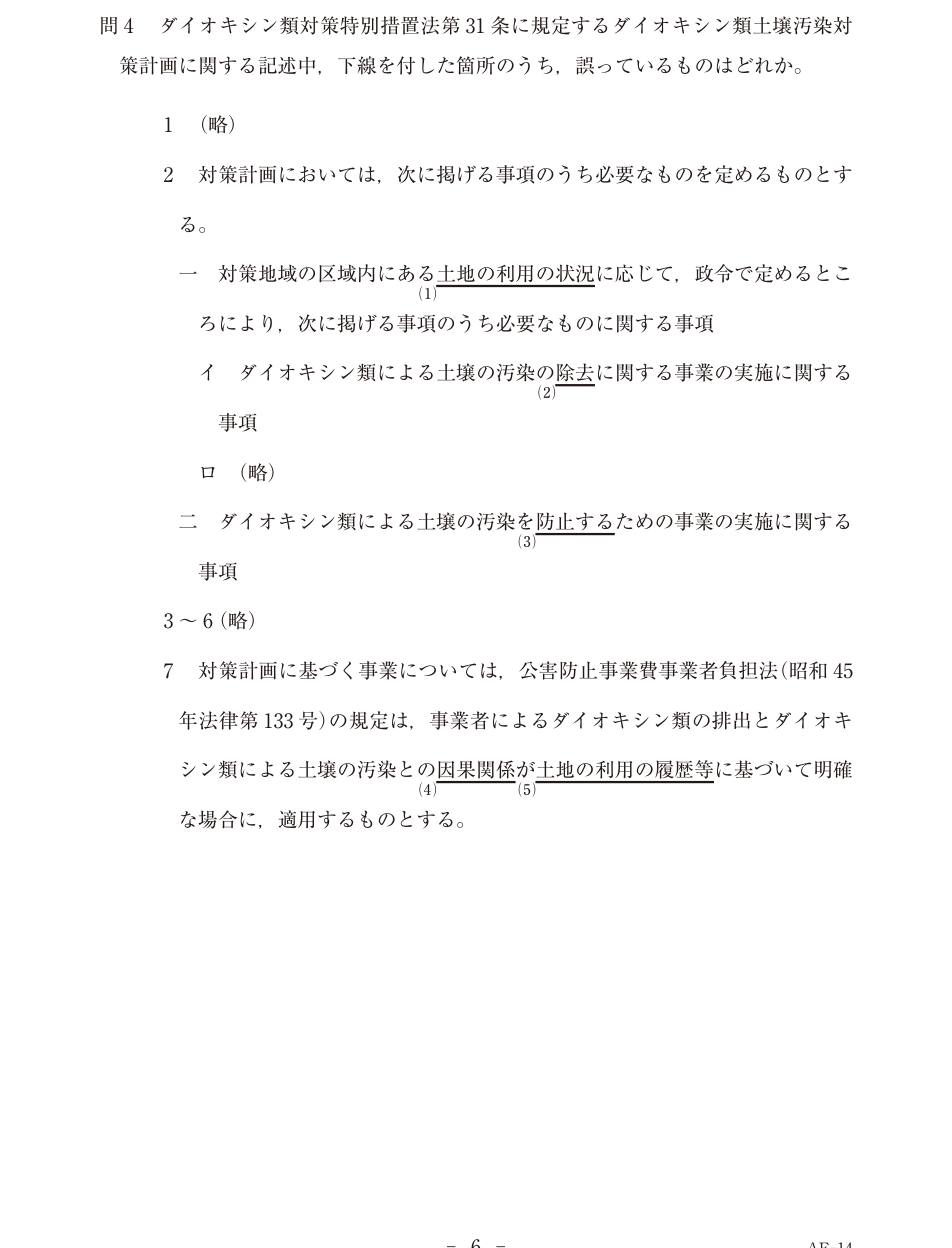 問 4　ダイオキシン類対策特別措置法第 31 条に規定するダイオキシン類土壌汚染対
策計画に関する記述中，下線を付した箇所のうち，誤っているものはどれか。
1　（略）
2　対策計画においては，次に掲げる事項のうち必要なものを定めるものとす
る。
一　対策地域の区域内にある土地の利用の状況に応じて，政令で定めるとこ
(1)
ろにより，次に掲げる事項のうち必要なものに関する事項
イ　ダイオキシン類による土壌の汚染の除去に関する事業の実施に関する
(2)
事項
ロ　（略）
二　ダイオキシン類による土壌の汚染を防止するための事業の実施に関する
(3)
事項
3 〜 6（略）
7　対策計画に基づく事業については，公害防止事業費事業者負担法（昭和 45
年法律第 133 号）の規定は，事業者によるダイオキシン類の排出とダイオキ
シン類による土壌の汚染との因果関係が土地の利用の履歴等に基づいて明確
(4) (5)
な場合に，適用するものとする。
－ 6 －